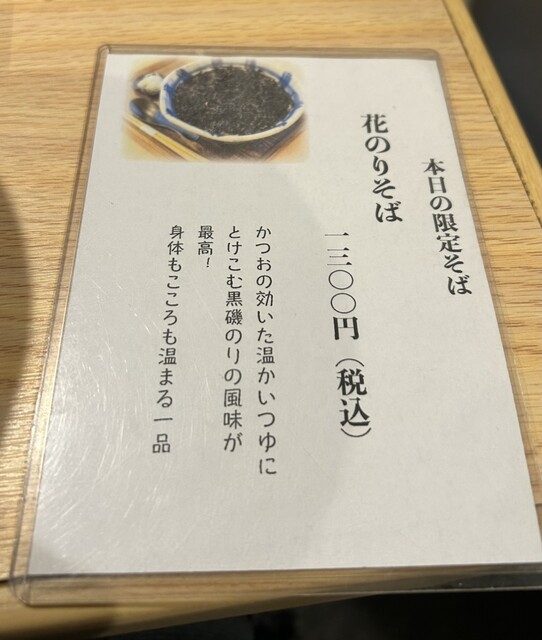 本日の限定そば
花のりそば
一三〇〇円（税込）
かつおの効いた温かいつゆに
とけこむ黒磯のりの風味が
最高！
身体もこころも温まる一品